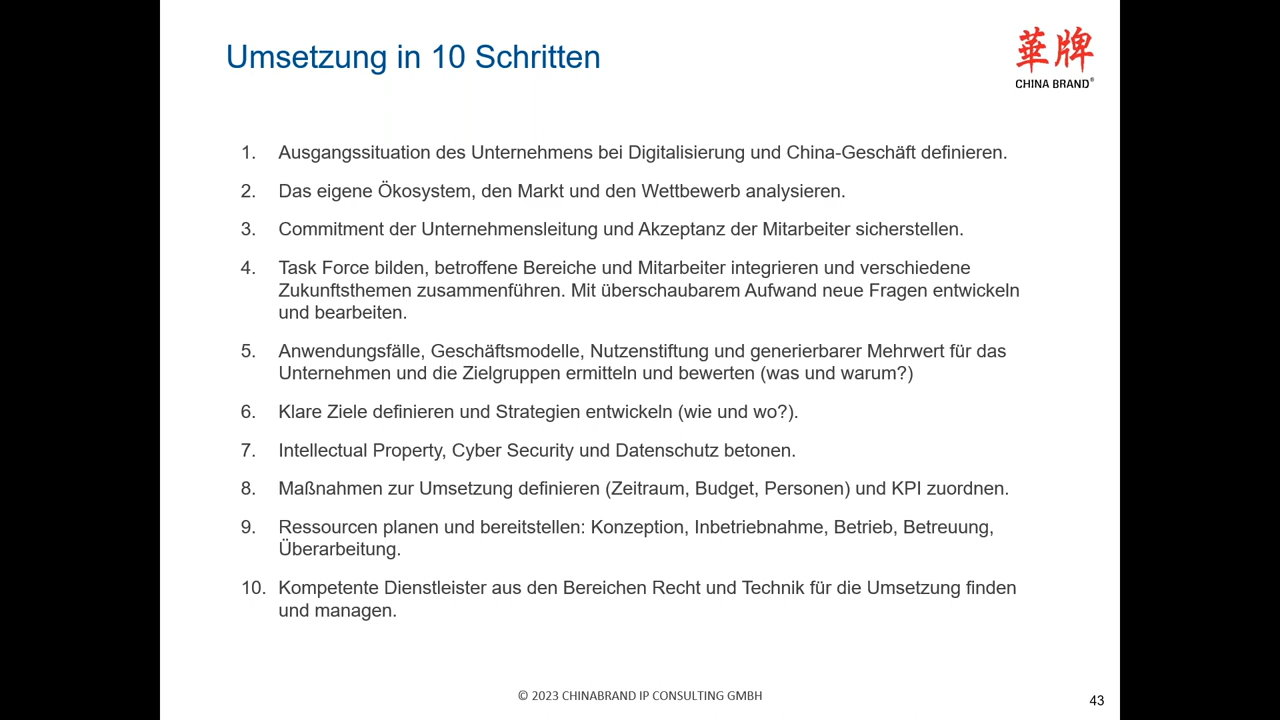 Umsetzung in 10 Schritten
華牌
CHINA BRAND®
1. Ausgangssituation des Unternehmens bei Digitalisierung und China-Geschäft definieren.
2. Das eigene Ökosystem, den Markt und den Wettbewerb analysieren.
3. Commitment der Unternehmensleitung und Akzeptanz der Mitarbeiter sicherstellen.
4. Task Force bilden, betroffene Bereiche und Mitarbeiter integrieren und verschiedene
Zukunftsthemen zusammenführen. Mit überschaubarem Aufwand neue Fragen entwickeln
und bearbeiten.
5. Anwendungsfälle, Geschäftsmodelle, Nutzenstiftung und generierbarer Mehrwert für das
Unternehmen und die Zielgruppen ermitteln und bewerten (was und warum?)
6. Klare Ziele definieren und Strategien entwickeln (wie und wo?).
7. Intellectual Property, Cyber Security und Datenschutz betonen.
8. Maßnahmen zur Umsetzung definieren (Zeitraum, Budget, Personen) und KPI zuordnen.
9. Ressourcen planen und bereitstellen: Konzeption, Inbetriebnahme, Betrieb, Betreuung,
Überarbeitung.
10. Kompetente Dienstleister aus den Bereichen Recht und Technik für die Umsetzung finden
und managen.
© 2023 CHINABRAND IP CONSULTING GMBH
43